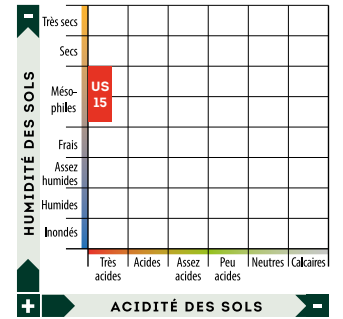 -
Très secs
Secs
Méso-
philes
Frais
Assez
humides
Humides
Inondés
HUMIDITÉ DES SOLS
US
15
Très
acides
Acides
Assez
acides
Peu
acides
Neutres
Calcaires
+
ACIDITÉ DES SOLS
-